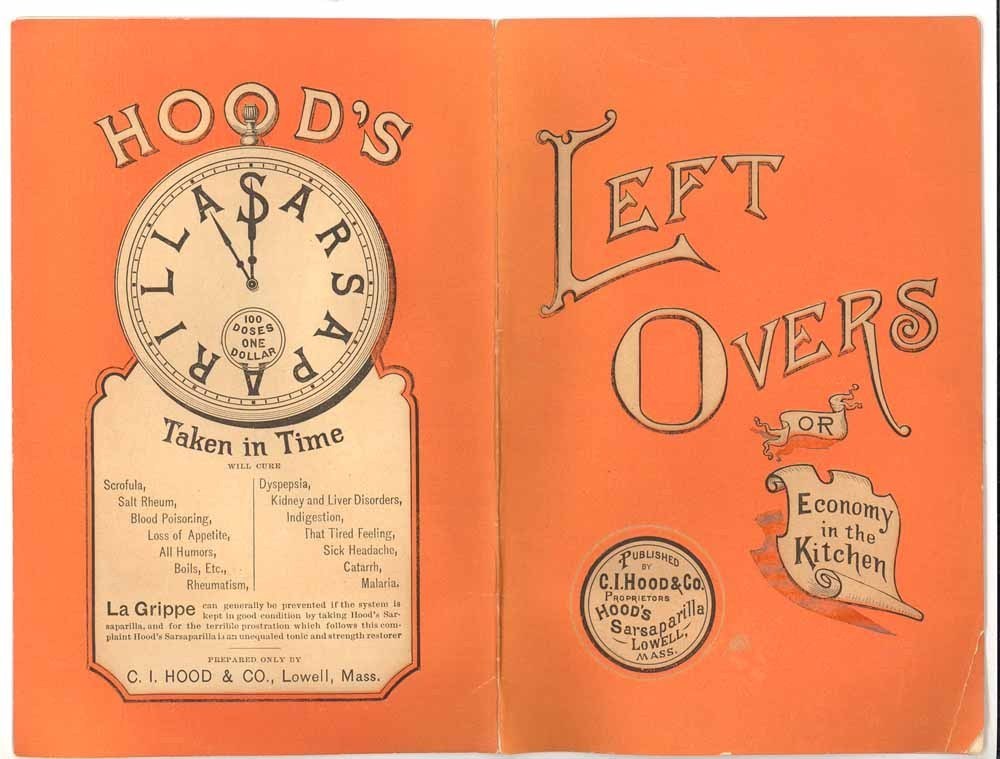 HOOD'S
SARSAPARILLA
100
DOSES
ONE
DOLLAR
Taken in Time
WILL CURE
Scrofula,
Salt Rheum,
Blood Poisoning,
Loss of Appetite,
All Humors,
Boils, Etc.,
Rheumatism,
Dyspepsia,
Kidney and Liver Disorders,
Indigestion,
That Tired Feeling,
Sick Headache,
Catarrh,
Malaria.
La Grippe can generally be prevented if the system is
kept in good condition by taking Hood's Sar-
saparilla, and for the terrible prostration which follows this com-
plaint Hood's Sarsaparilla is an unequaled tonic and strength restorer
PREPARED ONLY BY
C. I. HOOD & CO., Lowell, Mass.
LEFT
OVERS
OR
Economy
in the
Kitchen
PUBLISHED
BY
C.I. HOOD & CO.
PROPRIETORS
HOOD'S
Sarsaparilla
LOWELL,
MASS.